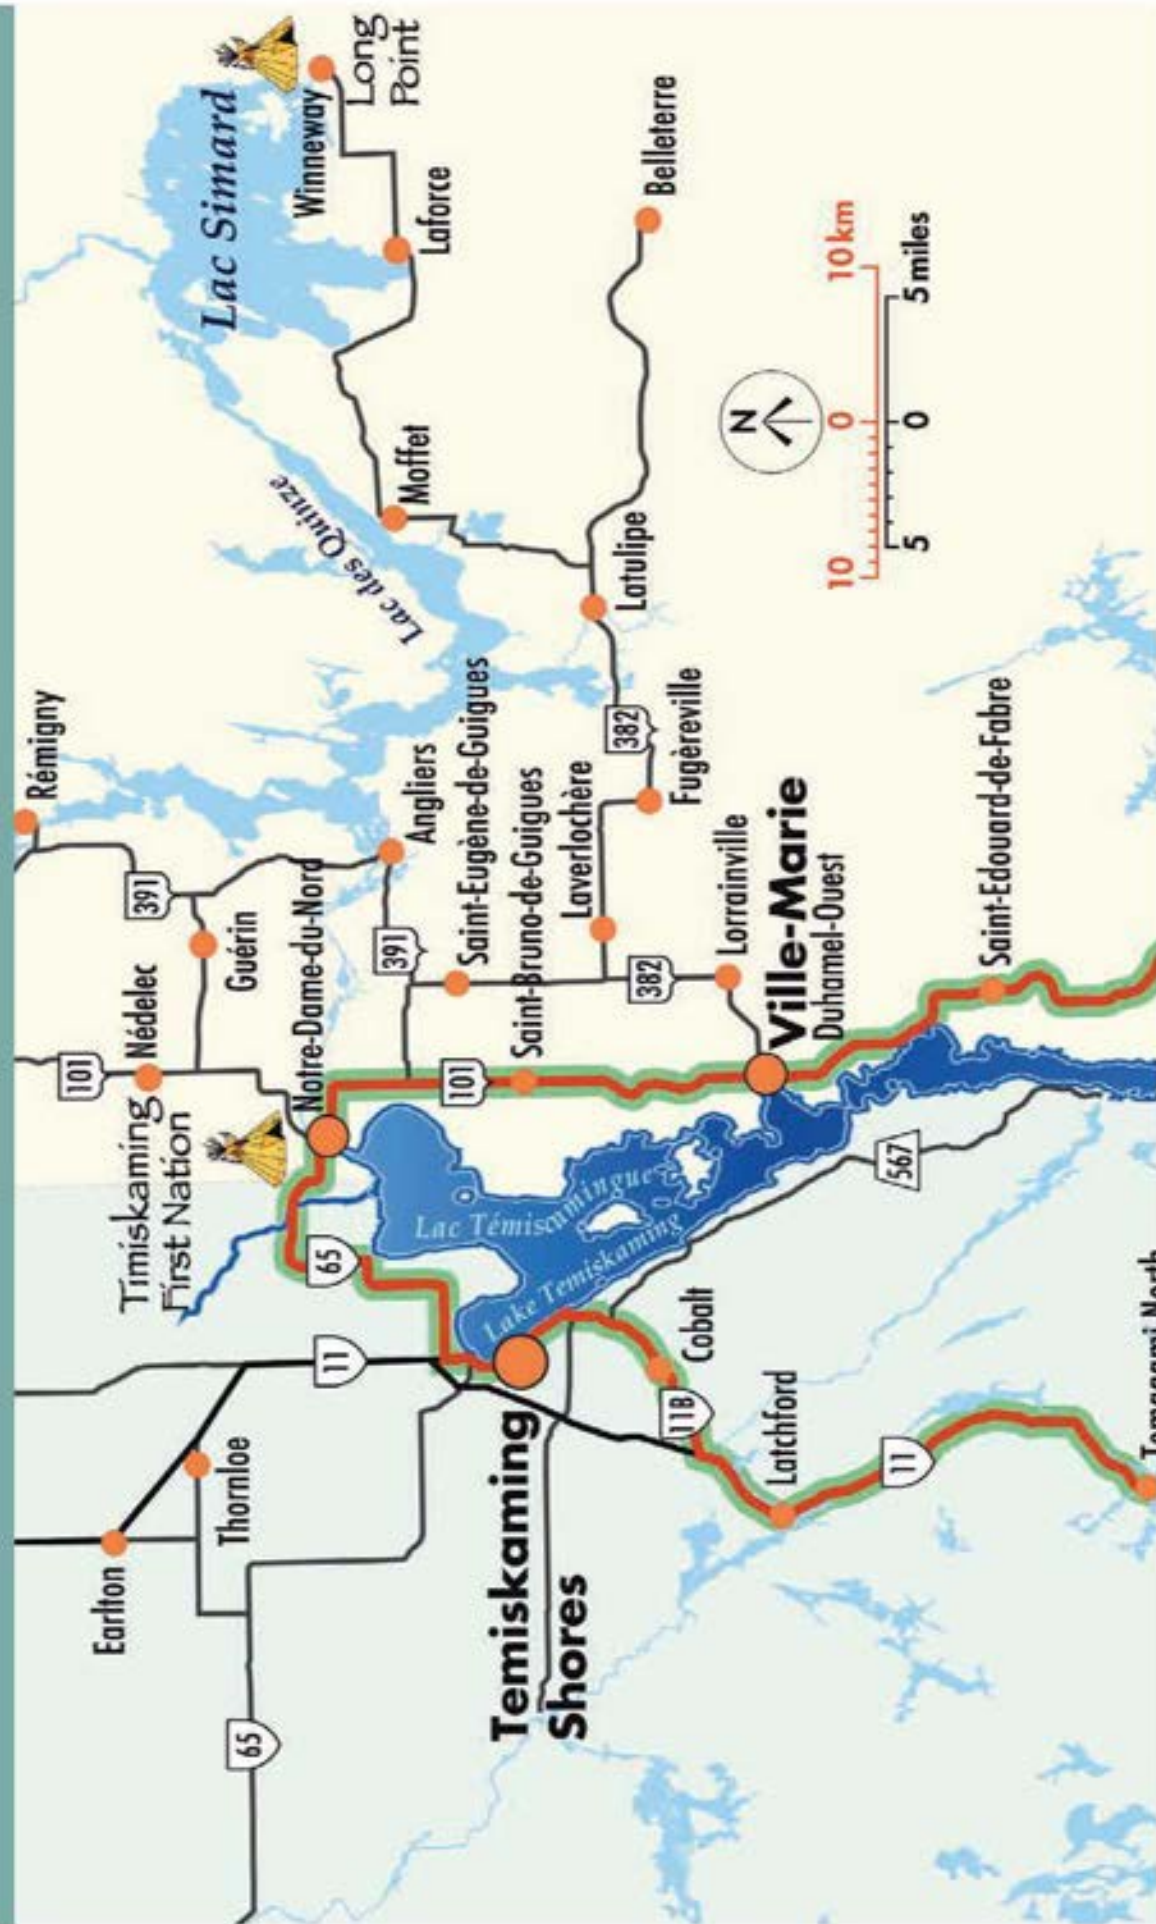 Rémigny
391
Guérin
101
Nédelec
Timiskaming
First Nation
Notre-Dame-du-Nord
Earlton
Thornloe
65
11
65
Lac Simard
Winneway
Long
Point
Laforce
Moffet
Lac des Quinze
Angliers
391
Saint-Eugène-de-Guigues
Saint-Bruno-de-Guigues
101
Laverlochère
382
Fugèreville
382
Latulipe
Belleterre
Lorrainville
Ville-Marie
Duhamel-Ouest
Lac Témiscamingue
Lake Temiskaming
Temiskaming
Shores
Cobalt
11B
Latchford
11
567
Saint-Edouard-de-Fabre
N
10 0 10 km
5 0 5 miles